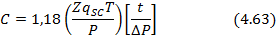 C = 1,18 (Zq_SC T / P) [t / ΔP] (4.63)